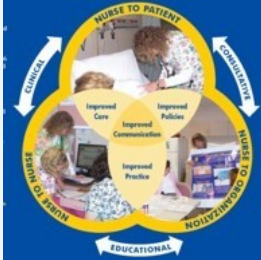 NURSE TO PATIENT
CLINICAL
CONSULTATIVE
Improved
Care
Improved
Policies
Improved
Communication
Improved
Practice
NURSE TO NURSE
NURSE TO ORGANIZATION
EDUCATIONAL